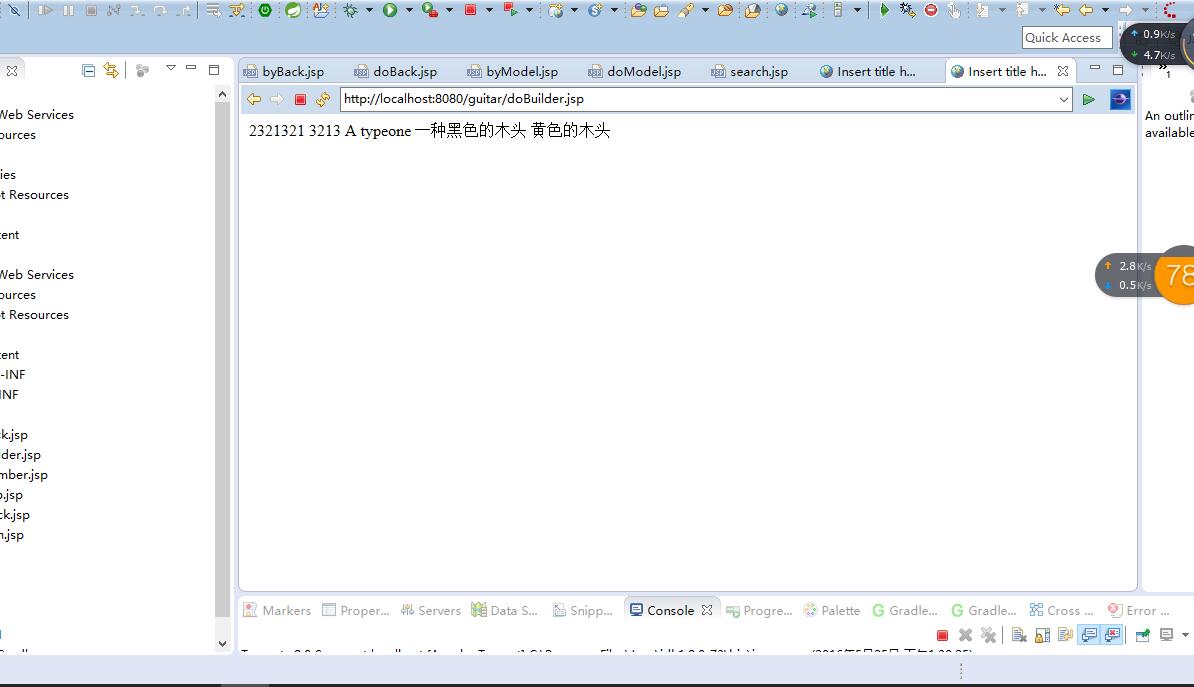 Quick Access
0.9K/s
4.7K/s
byBack.jsp doBack.jsp byModel.jsp doModel.jsp search.jsp Insert title h... Insert title h...
1
http://localhost:8080/guitar/doBuilder.jsp
2321321 3213 A typeone 一种黑色的木头 黄色的木头
An outlin
available
Web Services
ources
ies
t Resources
tent
Web Services
ources
t Resources
tent
-INF
INF
ck.jsp
lder.jsp
mber.jsp
o.jsp
ck.jsp
n.jsp
2.8K/s
0.5K/s
78
Markers Proper... Servers Data S... Snipp... Console Progre... Palette Gradle... Gradle... Cross ... Error ...